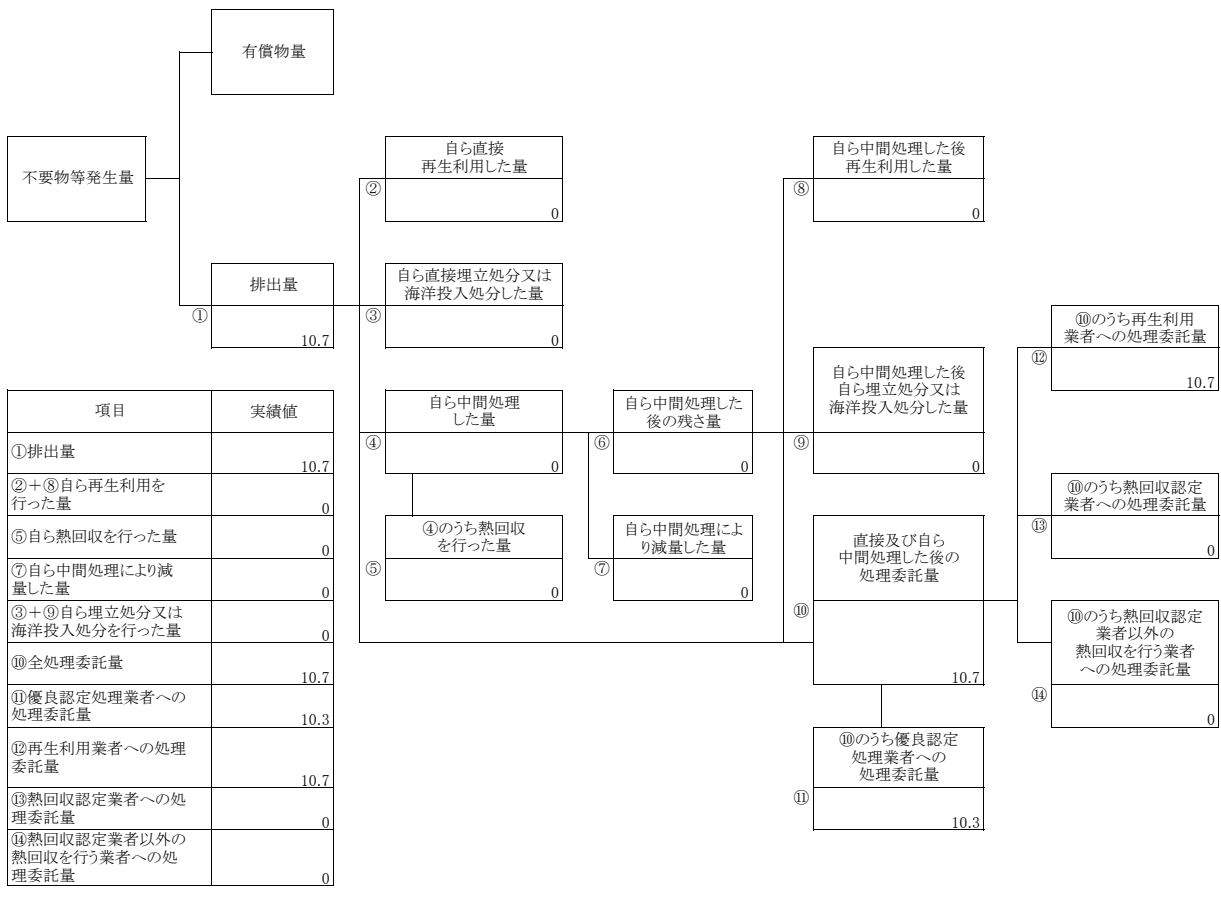 有償物量
不要物等発生量
排出量
①
10.7
自ら直接
再生利用した量
②
0
自ら直接埋立処分又は
海洋投入処分した量
③
0
自ら中間処理
した量
④
0
④のうち熱回収
を行った量
⑤
0
自ら中間処理した
後の残さ量
⑥
0
自ら中間処理によ
り減量した量
⑦
0
自ら中間処理した後
再生利用した量
⑧
0
自ら中間処理した後
自ら埋立処分又は
海洋投入処分した量
⑨
0
直接及び自ら
中間処理した後の
処理委託量
⑩
10.7
⑩のうち優良認定
処理業者への
処理委託量
⑪
10.3
⑩のうち再生利用
業者への処理委託量
⑫
10.7
⑩のうち熱回収認定
業者への処理委託量
⑬
0
⑩のうち熱回収認定
業者以外の
熱回収を行う業者
への処理委託量
⑭
0
項目 実績値
①排出量
10.7
②＋⑧自ら再生利用を
行った量
0
⑤自ら熱回収を行った量
0
⑦自ら中間処理により減
量した量
0
③＋⑨自ら埋立処分又は
海洋投入処分を行った量
0
⑩全処理委託量
10.7
⑪優良認定処理業者への
処理委託量
10.3
⑫再生利用業者への処理
委託量
10.7
⑬熱回収認定業者への処
理委託量
0
⑭熱回収認定業者以外の
熱回収を行う業者への処
理委託量
0